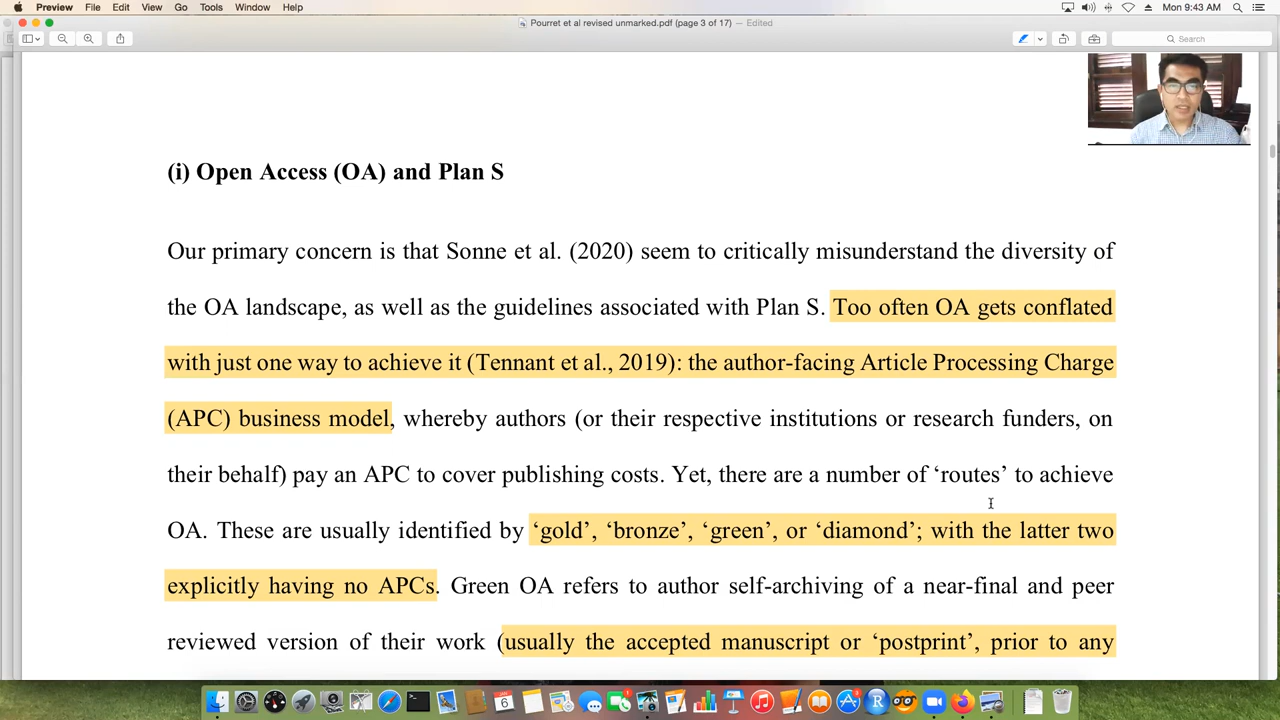 Preview File Edit View Go Tools Window Help Mon 9:43 AM
Pourret et al revised unmarked.pdf (page 3 of 17) — Edited
Search
(i) Open Access (OA) and Plan S
Our primary concern is that Sonne et al. (2020) seem to critically misunderstand the diversity of
the OA landscape, as well as the guidelines associated with Plan S. Too often OA gets conflated
with just one way to achieve it (Tennant et al., 2019): the author-facing Article Processing Charge
(APC) business model, whereby authors (or their respective institutions or research funders, on
their behalf) pay an APC to cover publishing costs. Yet, there are a number of ‘routes’ to achieve
OA. These are usually identified by ‘gold’, ‘bronze’, ‘green’, or ‘diamond’; with the latter two
explicitly having no APCs. Green OA refers to author self-archiving of a near-final and peer
reviewed version of their work (usually the accepted manuscript or ‘postprint’, prior to any